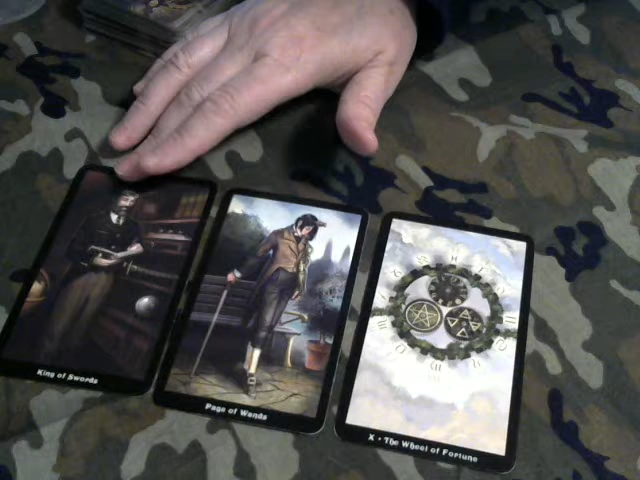 King of Swords
Page of Wands
X • The Wheel of Fortune